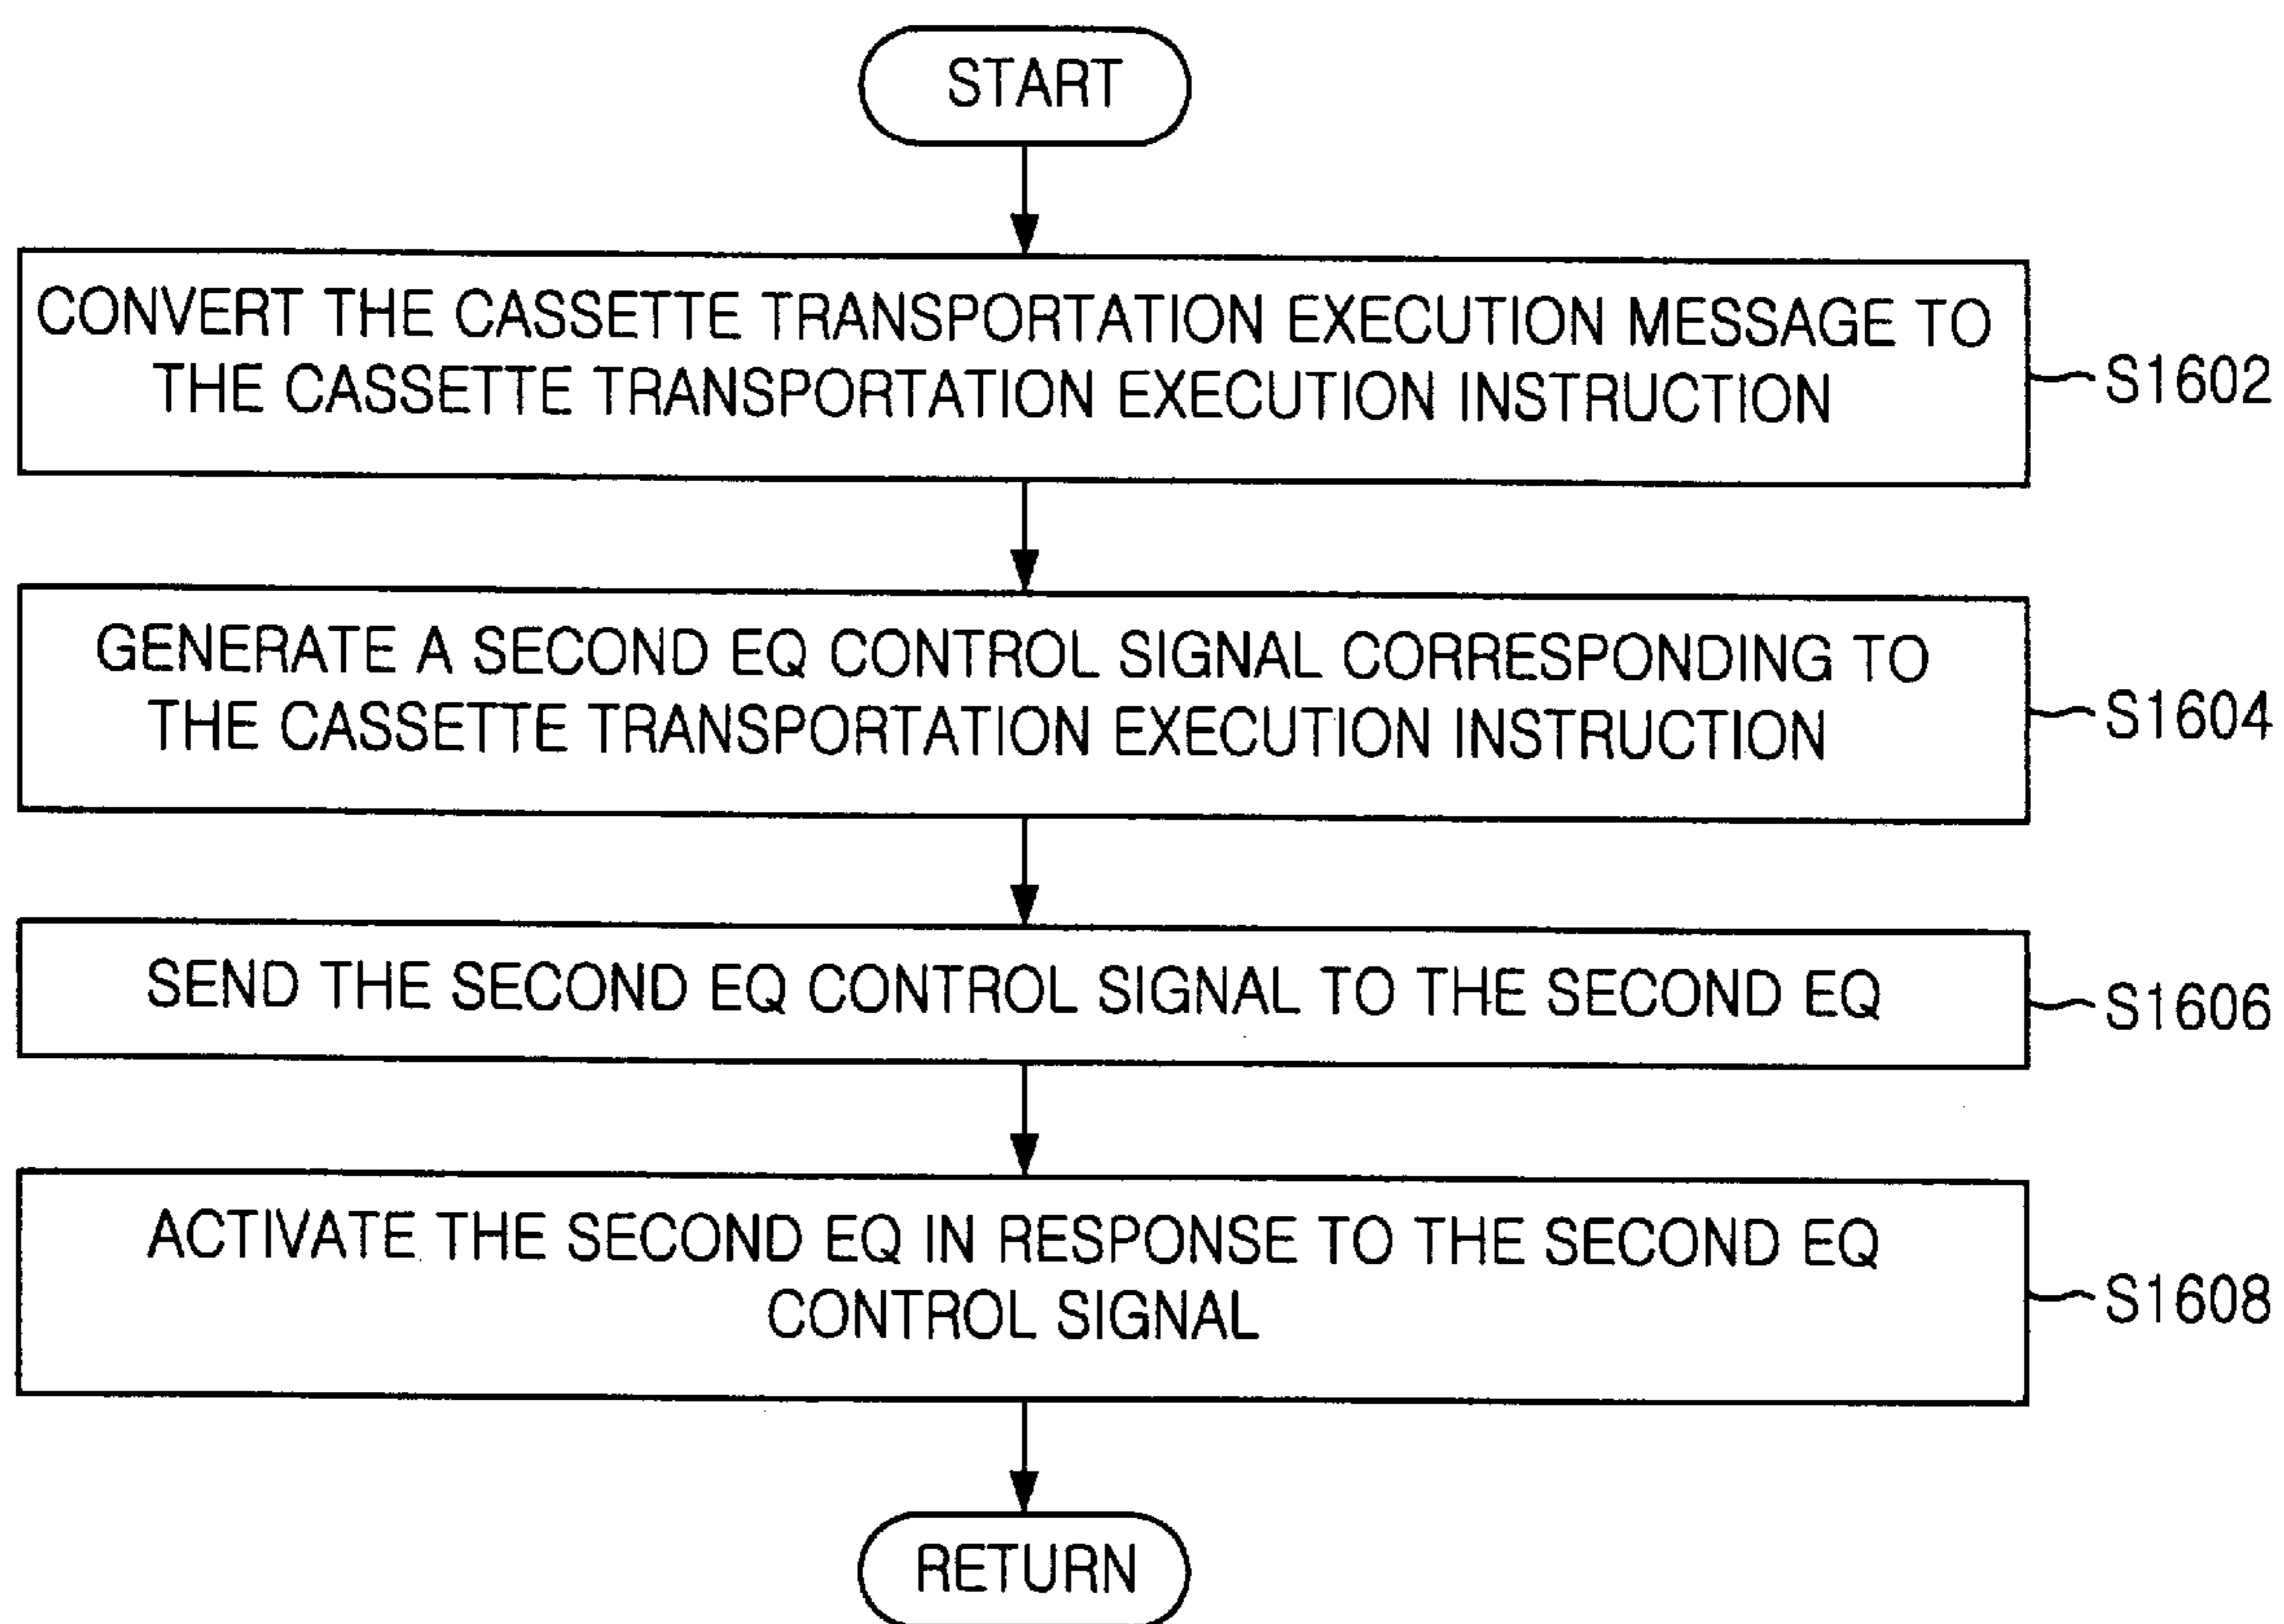 START
CONVERT THE CASSETTE TRANSPORTATION EXECUTION MESSAGE TO
THE CASSETTE TRANSPORTATION EXECUTION INSTRUCTION
S1602
GENERATE A SECOND EQ CONTROL SIGNAL CORRESPONDING TO
THE CASSETTE TRANSPORTATION EXECUTION INSTRUCTION
S1604
SEND THE SECOND EQ CONTROL SIGNAL TO THE SECOND EQ
S1606
ACTIVATE THE SECOND EQ IN RESPONSE TO THE SECOND EQ
CONTROL SIGNAL
S1608
RETURN